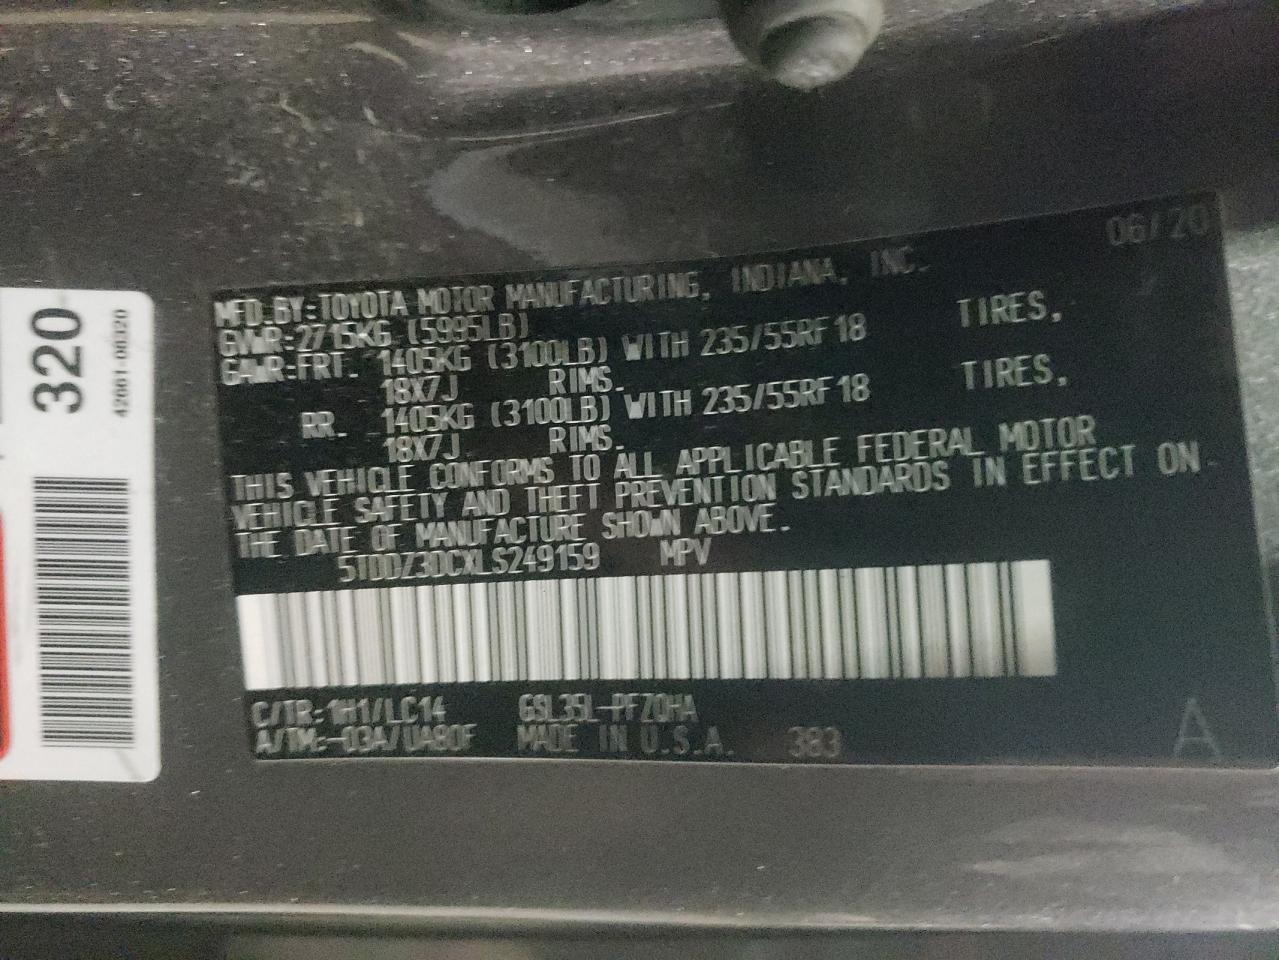 06/20
MFD.BY:TOYOTA MOTOR MANUFACTURING, INDIANA, INC.
GVWR:2715KG (5995LB)
GAWR:FRT. 1405KG (3100LB) WITH 235/55RF18 TIRES,
18X7J RIMS.
RR. 1405KG (3100LB) WITH 235/55RF18 TIRES,
18X7J RIMS.
THIS VEHICLE CONFORMS TO ALL APPLICABLE FEDERAL MOTOR
VEHICLE SAFETY AND THEFT PREVENTION STANDARDS IN EFFECT ON
THE DATE OF MANUFACTURE SHOWN ABOVE.
5TDDZ3DCXLS249159 MPV
C/TR:1H1/LC14 GSL35L-PFZQHA
A/TM:-03A/UA80F MADE IN U.S.A. 383
A
320
42661-08320